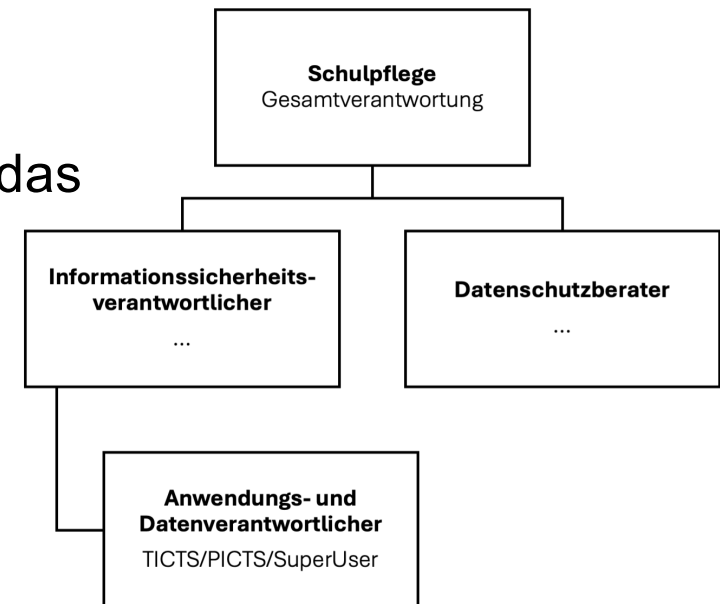 Schulpflege
Gesamtverantwortung
das
Informationssicherheits-
verantwortlicher
...
Datenschutzberater
...
Anwendungs- und
Datenverantwortlicher
TICTS/PICTS/SuperUser